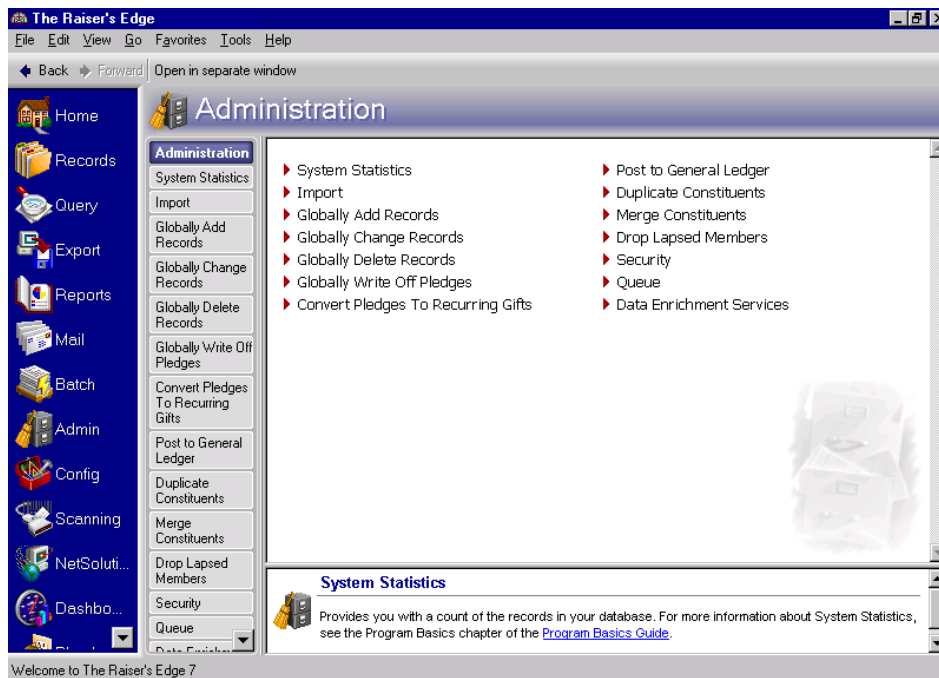 The Raiser's Edge
File Edit View Go Favorites Tools Help
Back Forward Open in separate window
Home
Records
Query
Export
Reports
Mail
Batch
Admin
Config
Scanning
NetSoluti...
Dashbo...
Administration
Administration
System Statistics
Import
Globally Add
Records
Globally Change
Records
Globally Delete
Records
Globally Write Off
Pledges
Convert Pledges
To Recurring
Gifts
Post to General
Ledger
Duplicate
Constituents
Merge
Constituents
Drop Lapsed
Members
Security
Queue
System Statistics
Import
Globally Add Records
Globally Change Records
Globally Delete Records
Globally Write Off Pledges
Convert Pledges To Recurring Gifts
Post to General Ledger
Duplicate Constituents
Merge Constituents
Drop Lapsed Members
Security
Queue
Data Enrichment Services
System Statistics
Provides you with a count of the records in your database. For more information about System Statistics,
see the Program Basics chapter of the Program Basics Guide.
Welcome to The Raiser's Edge 7